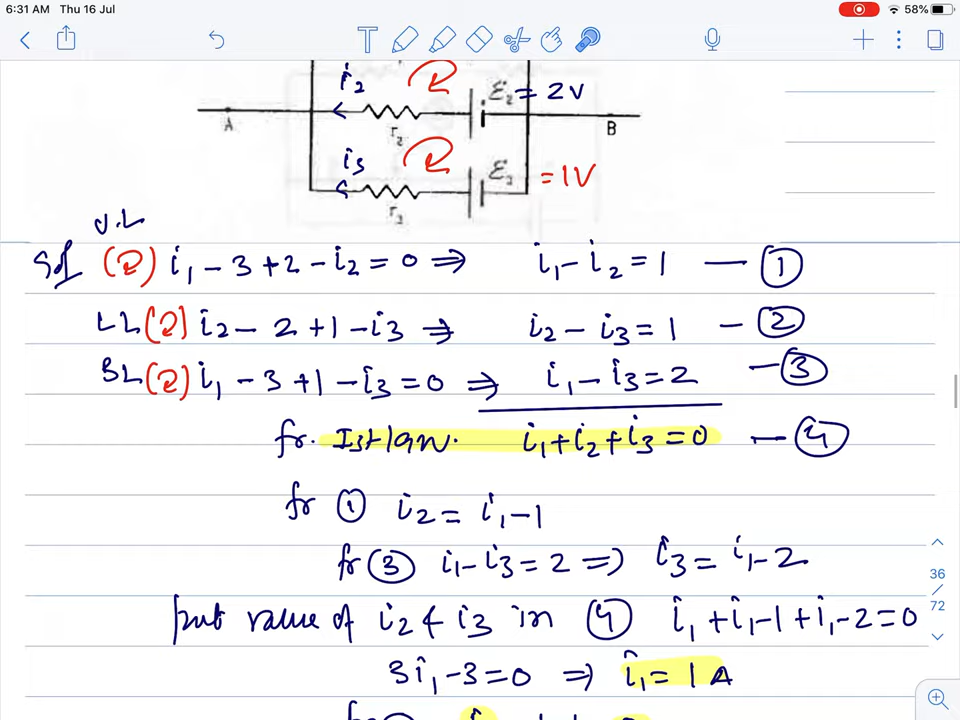 6:31 AM Thu 16 Jul 58%
i2 ε2 = 2V
A r2 B
i3 ε3 = 1V
r3
U.L
Sol (2) i1 - 3 + 2 - i2 = 0 ⇒ i1 - i2 = 1 — ①
LL (2) i2 - 2 + 1 - i3 ⇒ i2 - i3 = 1 — ②
BL (2) i1 - 3 + 1 - i3 = 0 ⇒ i1 - i3 = 2 — ③
fr. Ist law. i1 + i2 + i3 = 0 — ④
fr ① i2 = i1 - 1
fr ③ i1 - i3 = 2 ⇒ i3 = i1 - 2
36
/
72
put value of i2 & i3 in ④ i1 + i1 - 1 + i1 - 2 = 0
3i1 - 3 = 0 ⇒ i1 = 1 A